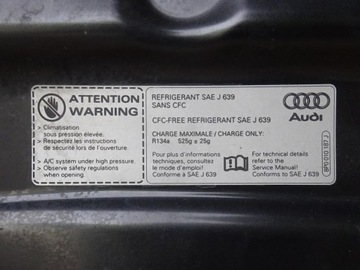 ATTENTION
WARNING
> Climatisation
sous pression élevée.
> Respectez les instructions
de sécurité lors de l'ouverture.
> A/C system under high pressure.
> Observe safety regulations
when opening.
REFRIGERANT SAE J 639
SANS CFC
CFC-FREE REFRIGERANT SAE J 639
CHARGE MAXIMALE / CHARGE ONLY:
R134a 525g ± 25g
Pour plus d'informations
techniques, consultez
le mode d'emploi!
Conforme à SAE J 639
For technical details
refer to the
Service Manual!
Conforms to SAE J 639
Audi
8P0 010 187 J